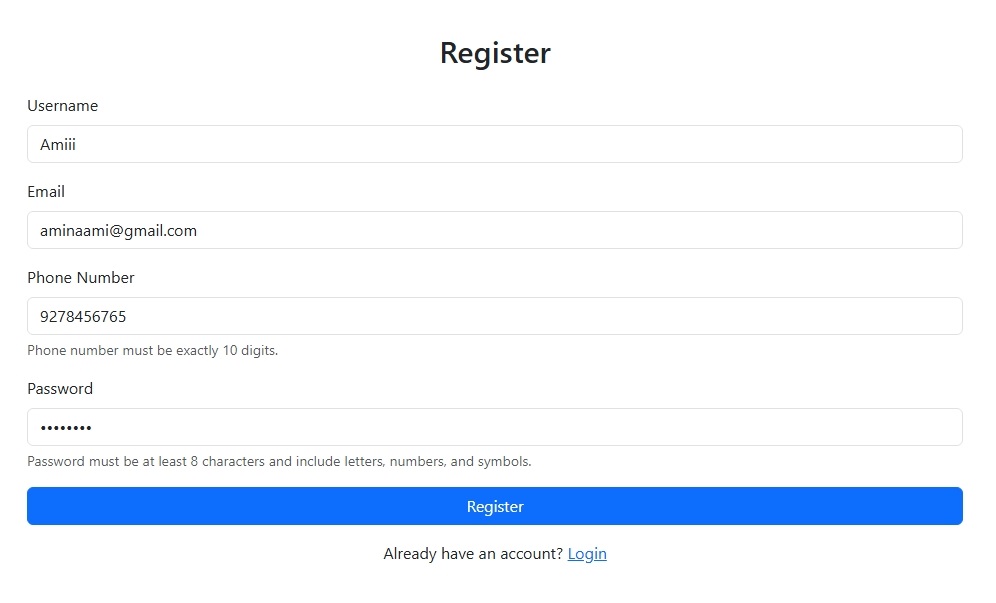 Register
Username
Amiii
Email
aminaami@gmail.com
Phone Number
9278456765
Phone number must be exactly 10 digits.
Password
••••••••
Password must be at least 8 characters and include letters, numbers, and symbols.
Register
Already have an account? Login